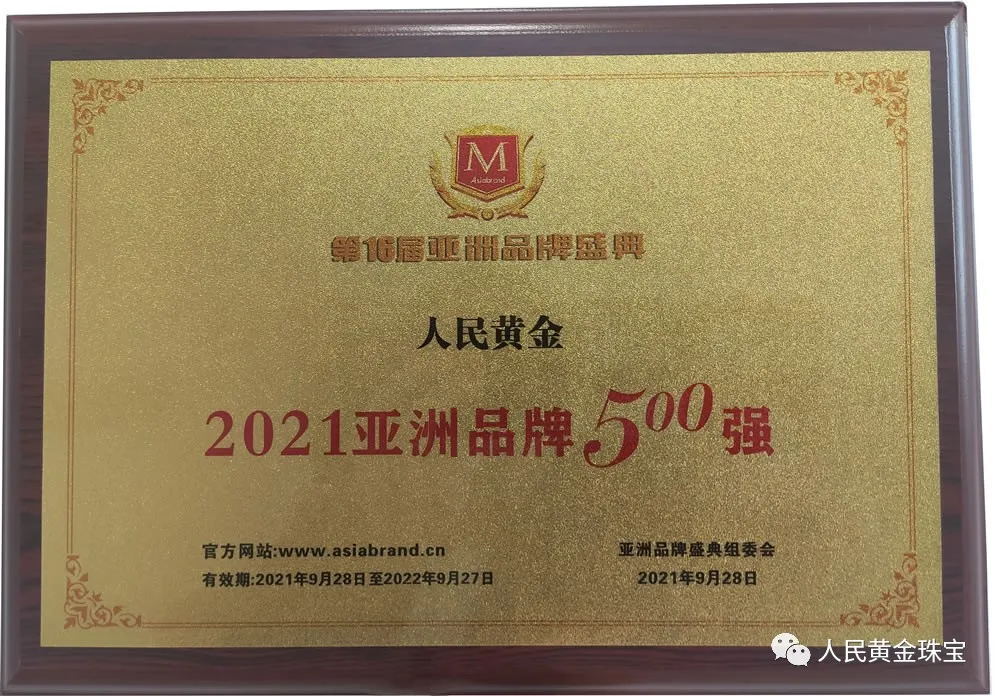 M
Asiabrand
第16届亚洲品牌盛典
人民黄金
2021亚洲品牌500强
官方网站:www.asiabrand.cn
有效期:2021年9月28日至2022年9月27日
亚洲品牌盛典组委会
2021年9月28日
人民黄金珠宝